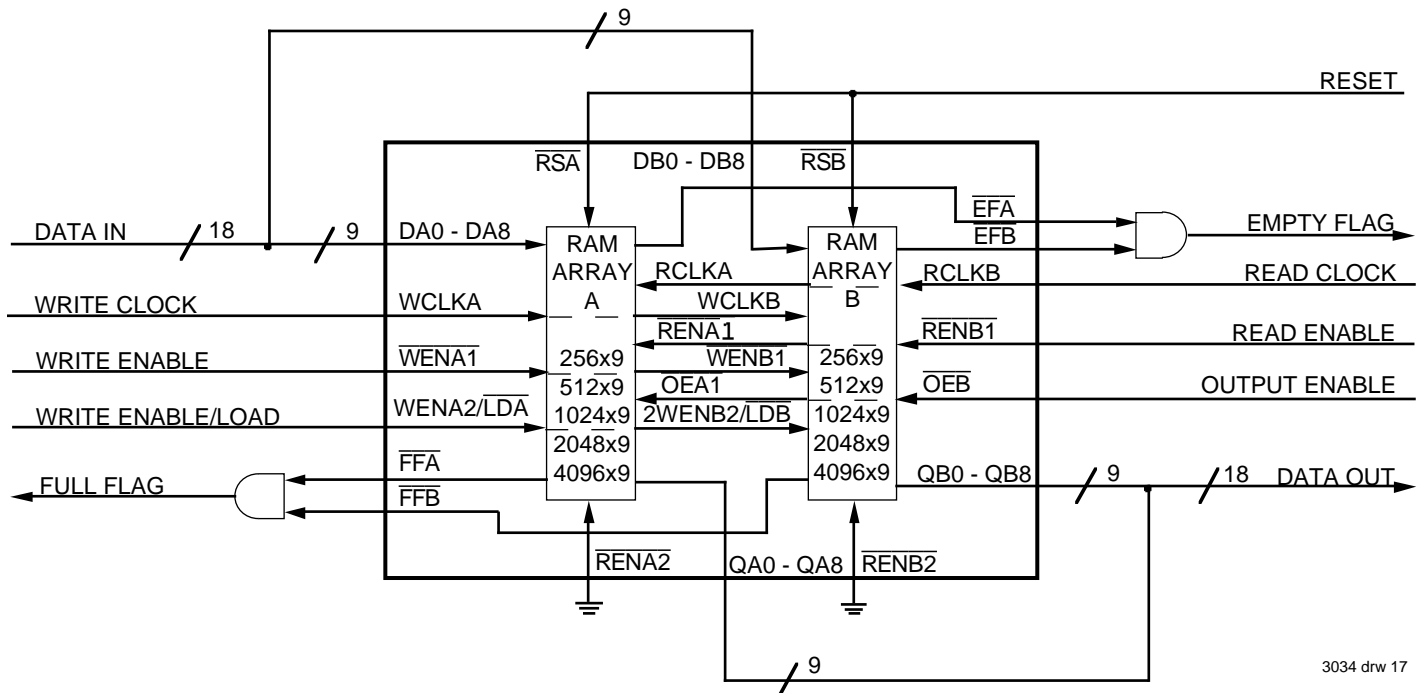 9
RESET
RSA
DB0 - DB8
RSB
DATA IN
18
9
DA0 - DA8
RAM
ARRAY
A
256x9
512x9
1024x9
2048x9
4096x9
RAM
ARRAY
B
256x9
512x9
1024x9
2048x9
4096x9
EFA
EFB
EMPTY FLAG
RCLKA
RCLKB
READ CLOCK
WRITE CLOCK
WCLKA
WCLKB
RENA1
RENB1
READ ENABLE
WRITE ENABLE
WENA1
WENB1
OEA1
OEB
OUTPUT ENABLE
WRITE ENABLE/LOAD
WENA2/LDA
2WENB2/LDB
FULL FLAG
FFA
FFB
QB0 - QB8
9
18
DATA OUT
RENA2
QA0 - QA8
RENB2
9
3034 drw 17